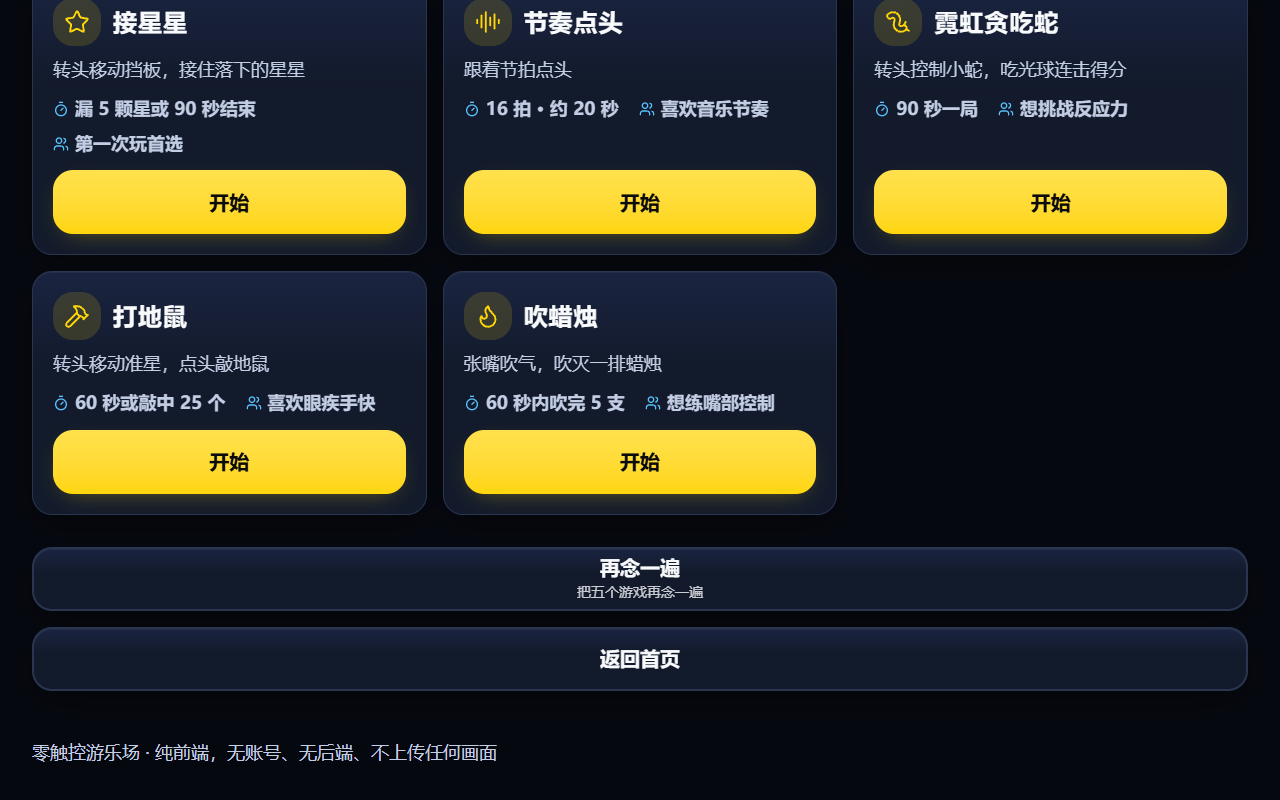 接星星
转头移动挡板，接住落下的星星
漏 5 颗星或 90 秒结束
第一次玩首选
开始
节奏点头
跟着节拍点头
16 拍 · 约 20 秒 喜欢音乐节奏
开始
霓虹贪吃蛇
转头控制小蛇，吃光球连击得分
90 秒一局 想挑战反应力
开始
打地鼠
转头移动准星，点头敲地鼠
60 秒或敲中 25 个 喜欢眼疾手快
开始
吹蜡烛
张嘴吹气，吹灭一排蜡烛
60 秒内吹完 5 支 想练嘴部控制
开始
再念一遍
把五个游戏再念一遍
返回首页
零触控游乐场 · 纯前端，无账号、无后端、不上传任何画面